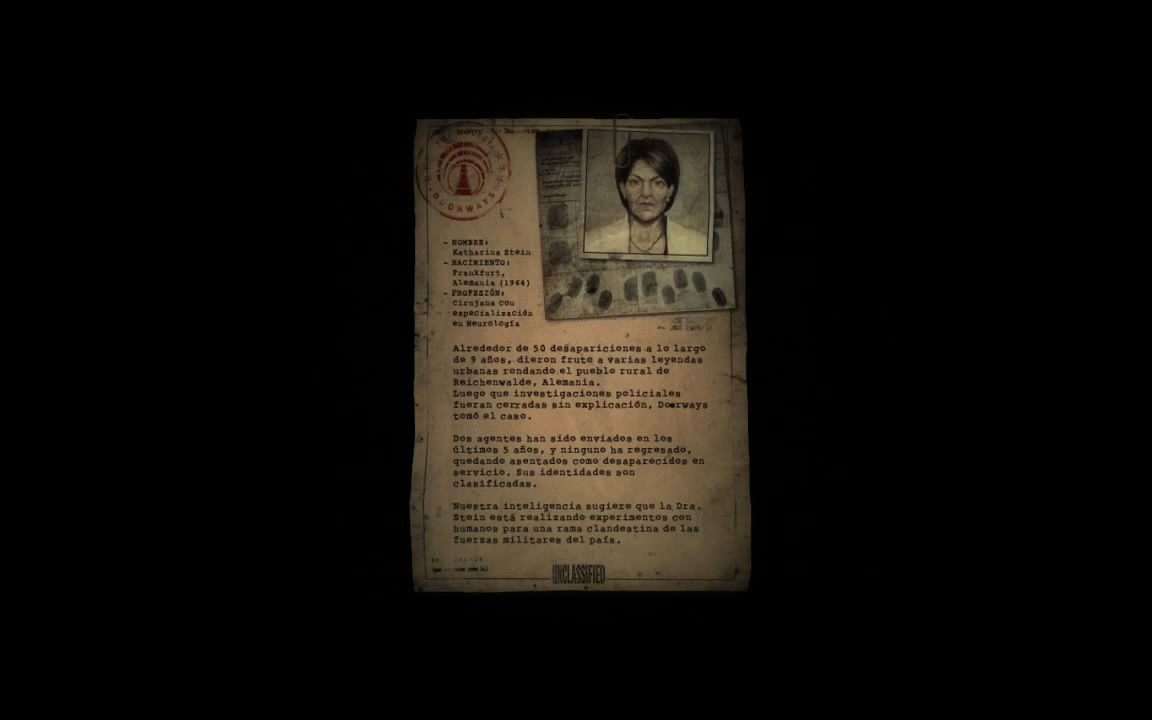 DOORWAYS
- NOMBRE:
Katharina Stein
- NACIMIENTO:
Frankfurt,
Alemania (1964)
- PROFESIÓN:
Cirujana con
especialización
en Neurología
Alrededor de 50 desapariciones a lo largo
de 9 años, dieron fruto a varias leyendas
urbanas rondando el pueblo rural de
Reichenwalde, Alemania.
Luego que investigaciones policiales
fueran cerradas sin explicación, Doorways
tomó el caso.
Dos agentes han sido enviados en los
últimos 5 años, y ninguno ha regresado,
quedando asentados como desaparecidos en
servicio. Sus identidades son
clasificadas.
Nuestra inteligencia sugiere que la Dra.
Stein está realizando experimentos con
humanos para una rama clandestina de las
fuerzas militares del país.
UNCLASSIFIED